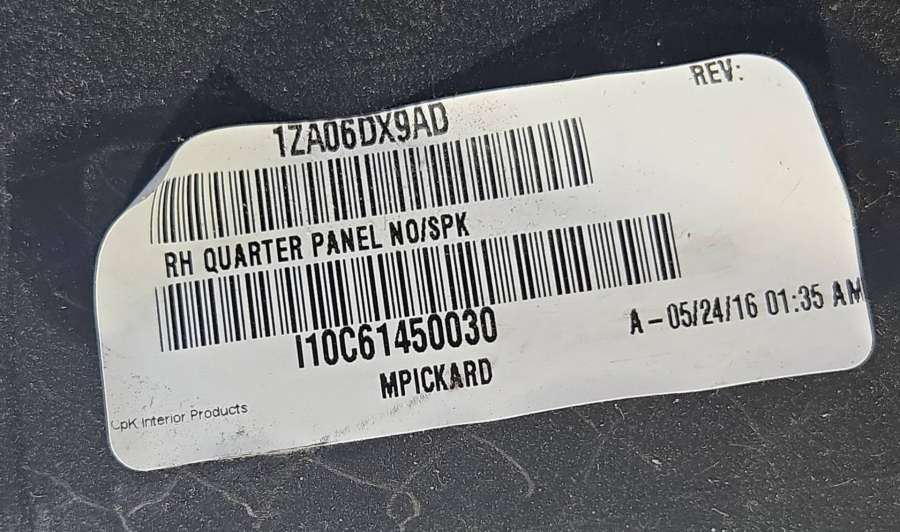 REV:
1ZA06DX9AD
RH QUARTER PANEL NO/SPK
I10C61450030
A-05/24/16 01:35 AM
MPICKARD
CpK Interior Products